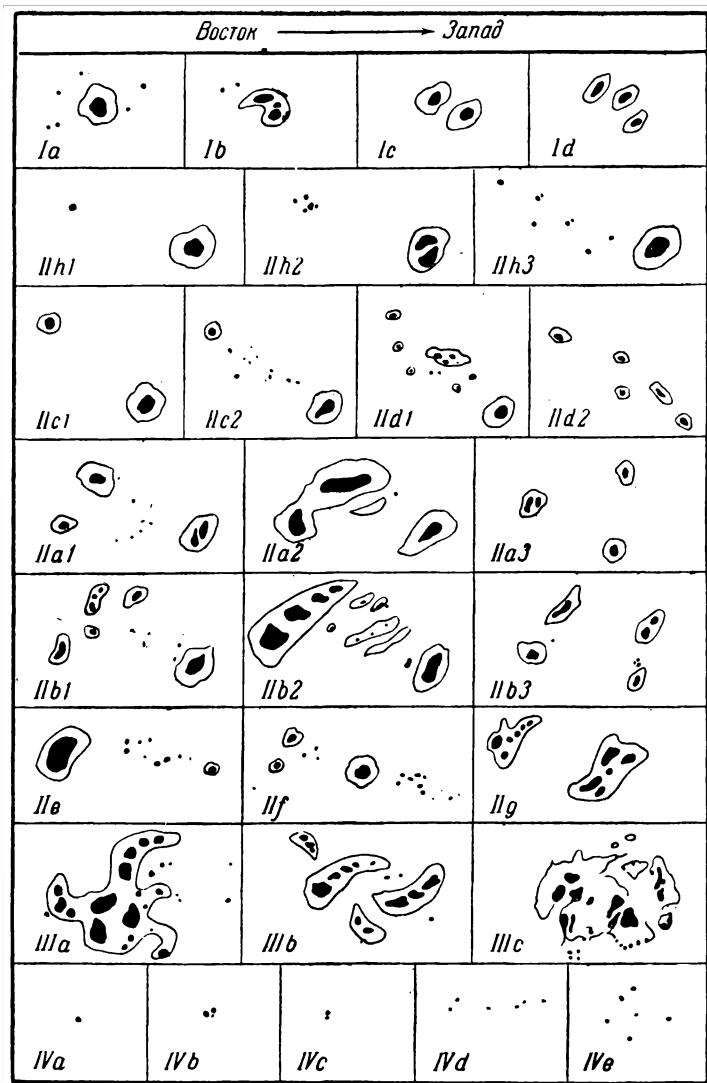 Восток → Запад
Ia Ib Ic Id
IIh1 IIh2 IIh3
IIc1 IIc2 IId1 IId2
IIa1 IIa2 IIa3
IIb1 IIb2 IIb3
IIe IIf IIg
IIIa IIIb IIIc
IVa IVb IVc IVd IVe